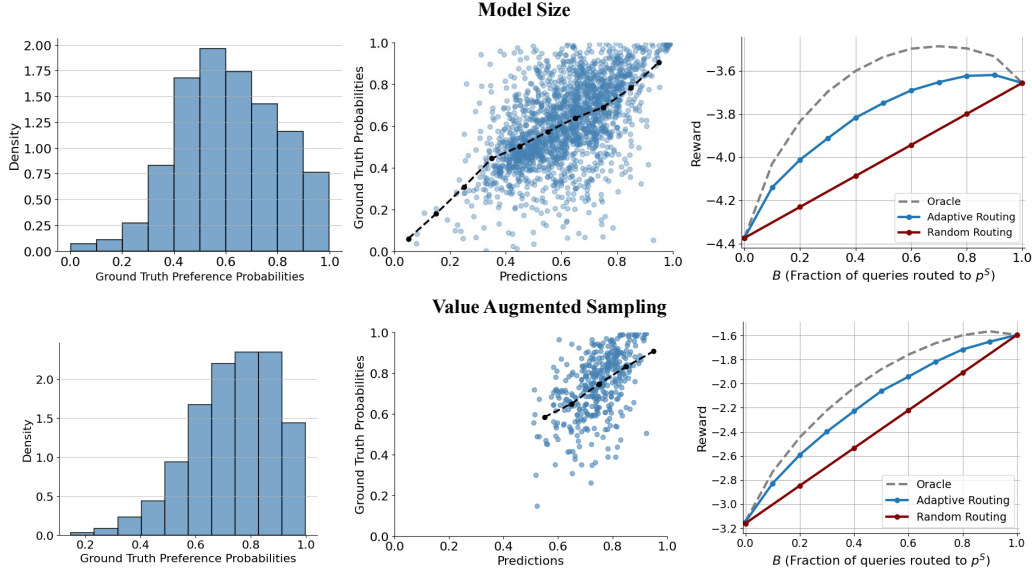 Model Size
2.00
1.75
1.50
1.25
1.00
0.75
0.50
0.25
0.00
Density
0.0 0.2 0.4 0.6 0.8 1.0
Ground Truth Preference Probabilities
1.0
0.8
0.6
0.4
0.2
0.0
Ground Truth Probabilities
0.0 0.2 0.4 0.6 0.8 1.0
Predictions
−3.6
−3.8
−4.0
−4.2
−4.4
Reward
Oracle
Adaptive Routing
Random Routing
0.0 0.2 0.4 0.6 0.8 1.0
B (Fraction of queries routed to p^S)
Value Augmented Sampling
2.0
1.5
1.0
0.5
0.0
Density
0.2 0.4 0.6 0.8 1.0
Ground Truth Preference Probabilities
1.0
0.8
0.6
0.4
0.2
0.0
Ground Truth Probabilities
0.0 0.2 0.4 0.6 0.8 1.0
Predictions
−1.6
−1.8
−2.0
−2.2
−2.4
−2.6
−2.8
−3.0
−3.2
Reward
Oracle
Adaptive Routing
Random Routing
0.0 0.2 0.4 0.6 0.8 1.0
B (Fraction of queries routed to p^S)